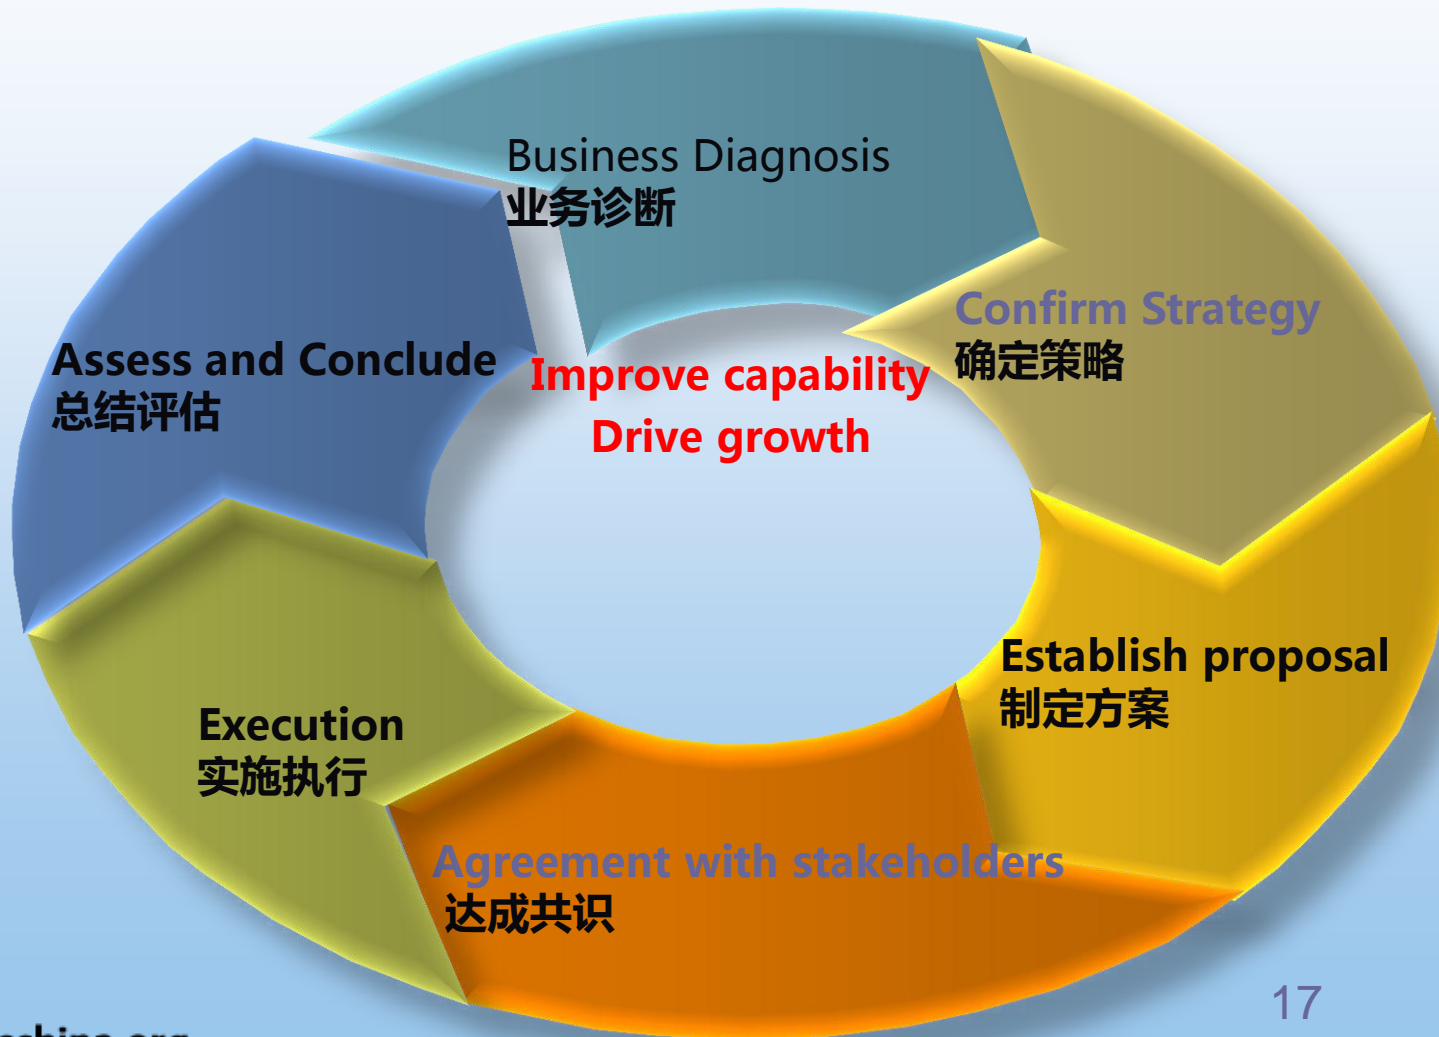 Business Diagnosis
业务诊断
Confirm Strategy
确定策略
Assess and Conclude
总结评估
Improve capability
Drive growth
Establish proposal
制定方案
Execution
实施执行
Agreement with stakeholders
达成共识
17